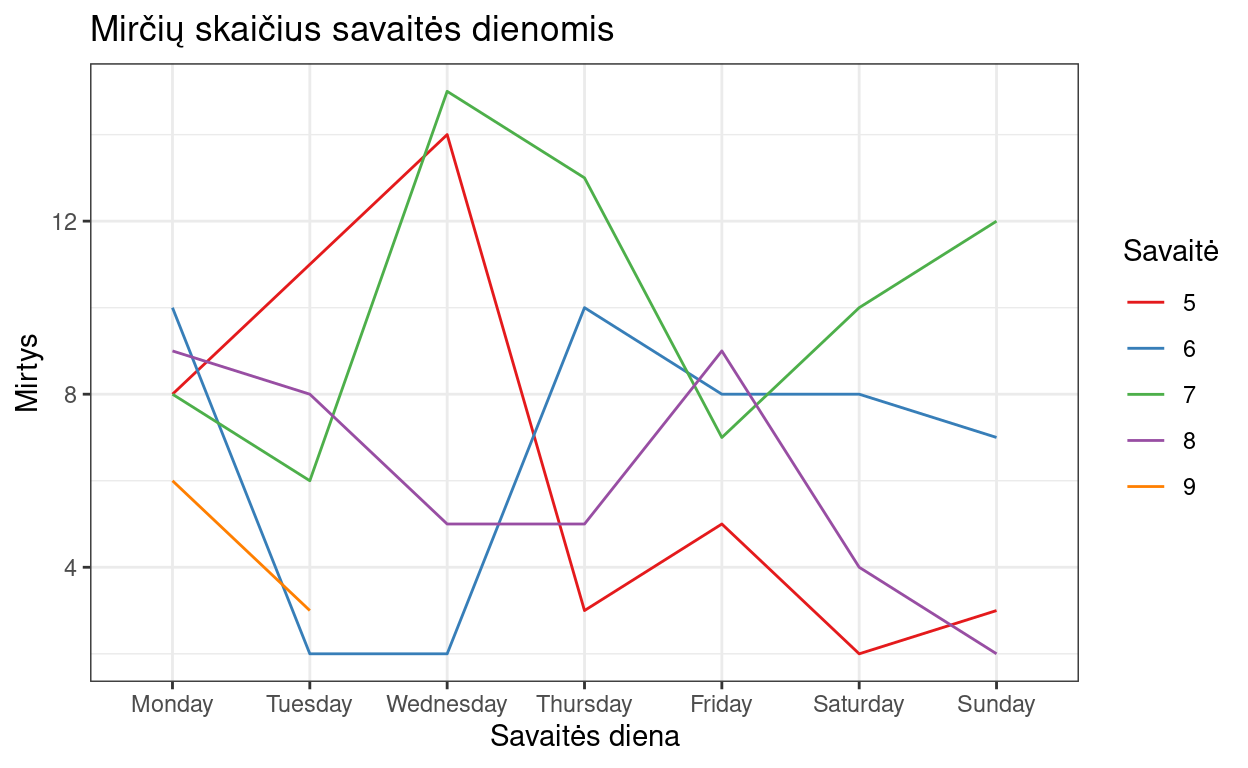 Mirčių skaičius savaitės dienomis
Mirtys
12
8
4
Monday Tuesday Wednesday Thursday Friday Saturday Sunday
Savaitės diena
Savaitė
5
6
7
8
9